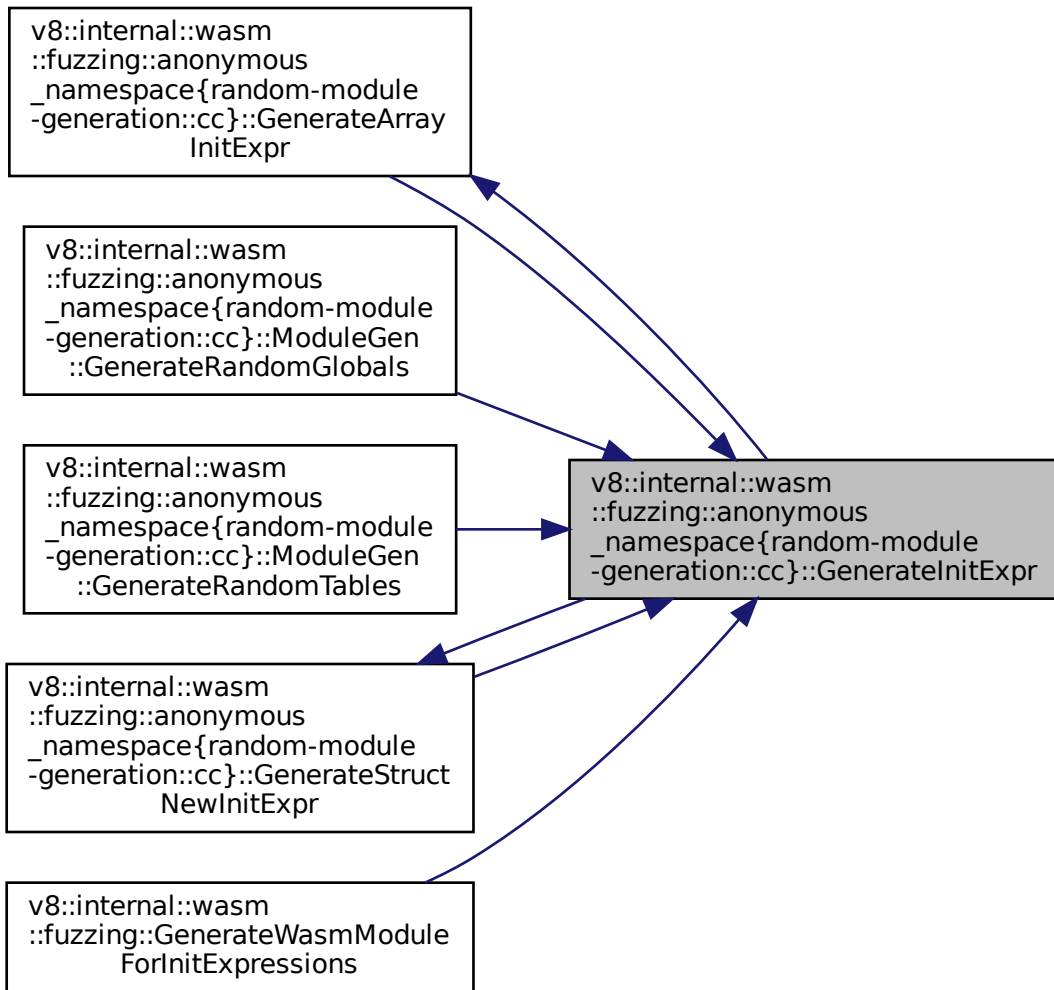 v8::internal::wasm
::fuzzing::anonymous
_namespace{random-module
-generation::cc}::GenerateArray
InitExpr
v8::internal::wasm
::fuzzing::anonymous
_namespace{random-module
-generation::cc}::ModuleGen
::GenerateRandomGlobals
v8::internal::wasm
::fuzzing::anonymous
_namespace{random-module
-generation::cc}::ModuleGen
::GenerateRandomTables
v8::internal::wasm
::fuzzing::anonymous
_namespace{random-module
-generation::cc}::GenerateInitExpr
v8::internal::wasm
::fuzzing::anonymous
_namespace{random-module
-generation::cc}::GenerateStruct
NewInitExpr
v8::internal::wasm
::fuzzing::GenerateWasmModule
ForInitExpressions